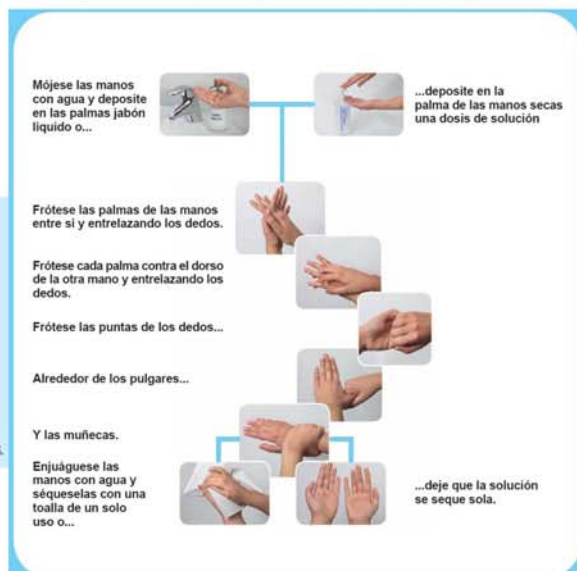 Mójese las manos
con agua y deposite
en las palmas jabón
líquido o...
...deposite en la
palma de las manos secas
una dosis de solución
Frótese las palmas de las manos
entre si y entrelazando los dedos.
Frótese cada palma contra el dorso
de la otra mano y entrelazando los
dedos.
Frótese las puntas de los dedos...
Alrededor de los pulgares...
Y las muñecas.
Enjuáguese las
manos con agua y
séqueselas con una
toalla de un solo
uso o...
...deje que la solución
se seque sola.